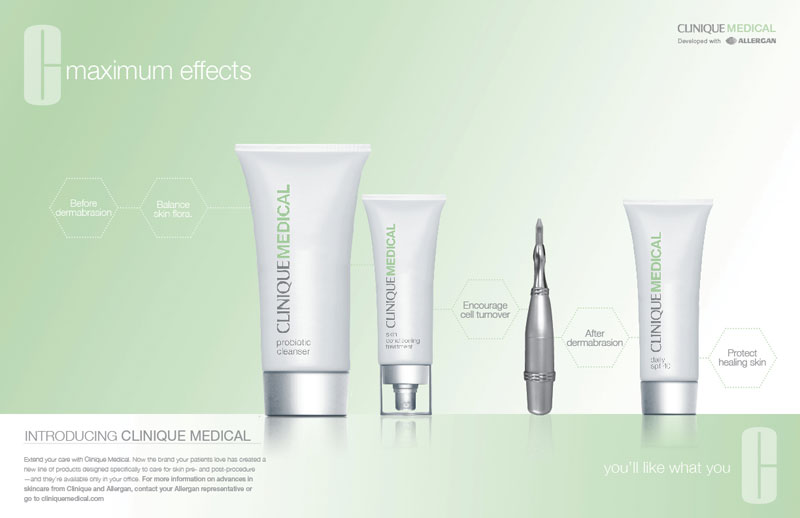 C maximum effects
CLINIQUE MEDICAL
Developed with ALLERGAN
Before
dermabrasion
Balance
skin flora.
CLINIQUE MEDICAL
probiotic
cleanser
CLINIQUE MEDICAL
skin
conditioning
treatment
Encourage
cell turnover
After
dermabrasion
CLINIQUE MEDICAL
daily
spf
Protect
healing skin
INTRODUCING CLINIQUE MEDICAL
Extend your care with Clinique Medical. Now the brand your patients love has created a
new line of products designed specifically to care for skin pre- and post-procedure
—and they're available only in your office. For more information on advances in
skincare from Clinique and Allergan, contact your Allergan representative or
go to cliniquemedical.com
you'll like what you C